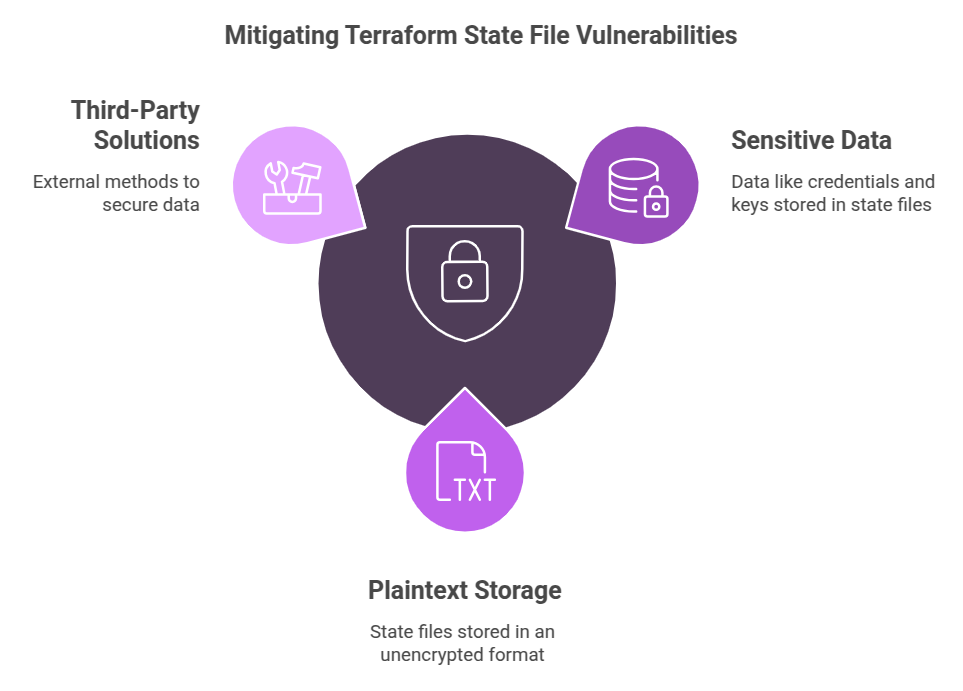 Mitigating Terraform State File Vulnerabilities
Third-Party
Solutions
External methods to
secure data
Sensitive Data
Data like credentials and
keys stored in state files
TXT
Plaintext Storage
State files stored in an
unencrypted format